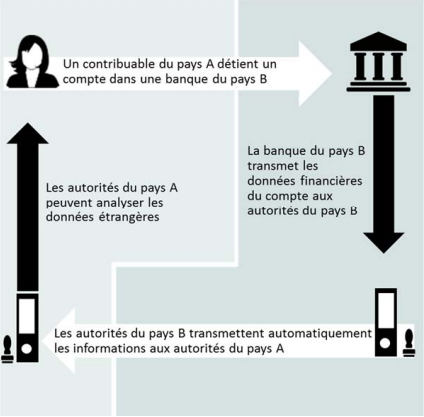 Un contribuable du pays A détient un
compte dans une banque du pays B
La banque du pays B
transmet les
données financières
du compte aux
autorités du pays B
Les autorités du pays B transmettent automatiquement
les informations aux autorités du pays A
Les autorités du pays A
peuvent analyser les
données étrangères